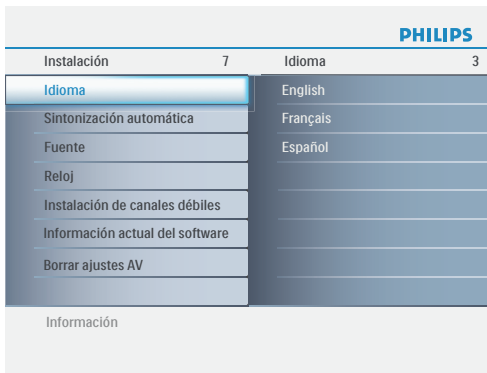 PHILIPS
Instalación 7 Idioma 3
Idioma English
Sintonización automática Français
Fuente Español
Reloj
Instalación de canales débiles
Información actual del software
Borrar ajustes AV
Información